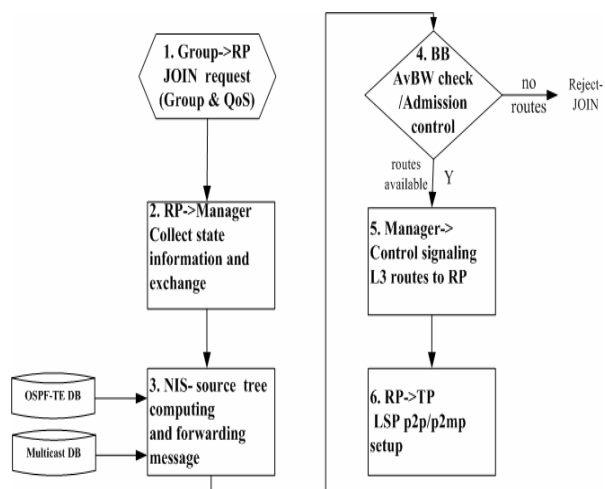 1. Group->RP
JOIN request
(Group & QoS)
2. RP->Manager
Collect state
information and
exchange
OSPF-TE DB
Multicast DB
3. NIS- source tree
computing
and forwarding
message
4. BB
AvBW check
/Admission
control
no
routes
Reject-
JOIN
routes
available
Y
5. Manager->
Control signaling
L3 routes to RP
6. RP->TP
LSP p2p/p2mp
setup